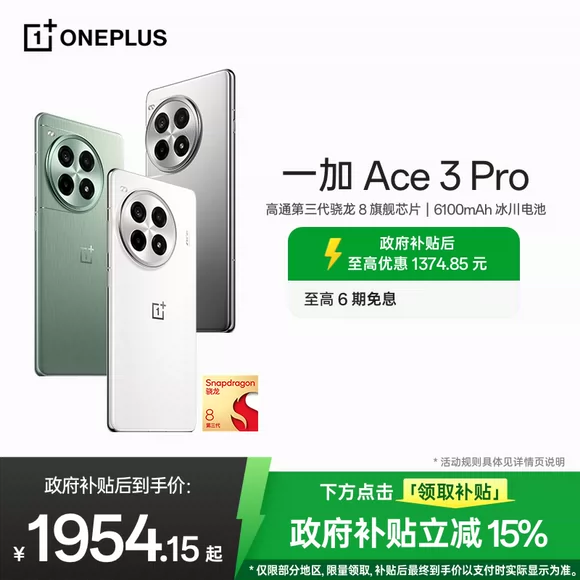 ONEPLUS
一加 Ace 3 Pro
高通第三代骁龙 8 旗舰芯片 | 6100mAh 冰川电池
政府补贴后
至高优惠 1374.85 元
至高 6 期免息
Snapdragon
骁龙
8
第三代
* 活动规则具体见详情页说明
政府补贴后到手价:
¥1954.15起
下方点击「领取补贴」
政府补贴立减 15%
*仅限部分地区, 限量领取, 补贴后最终到手价以支付时实际显示为准。